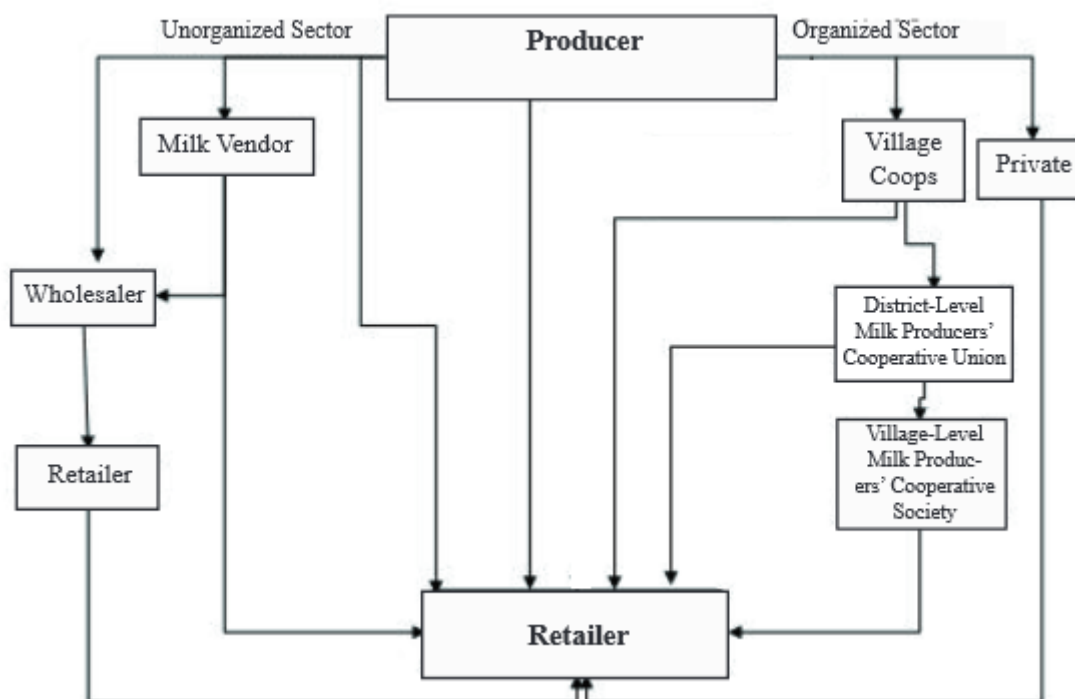 Unorganized Sector
Producer
Organized Sector
Milk Vendor
Village
Coops
Private
Wholesaler
District-Level
Milk Producers’
Cooperative Union
Village-Level
Milk Produc-
ers’ Cooperative
Society
Retailer
Retailer